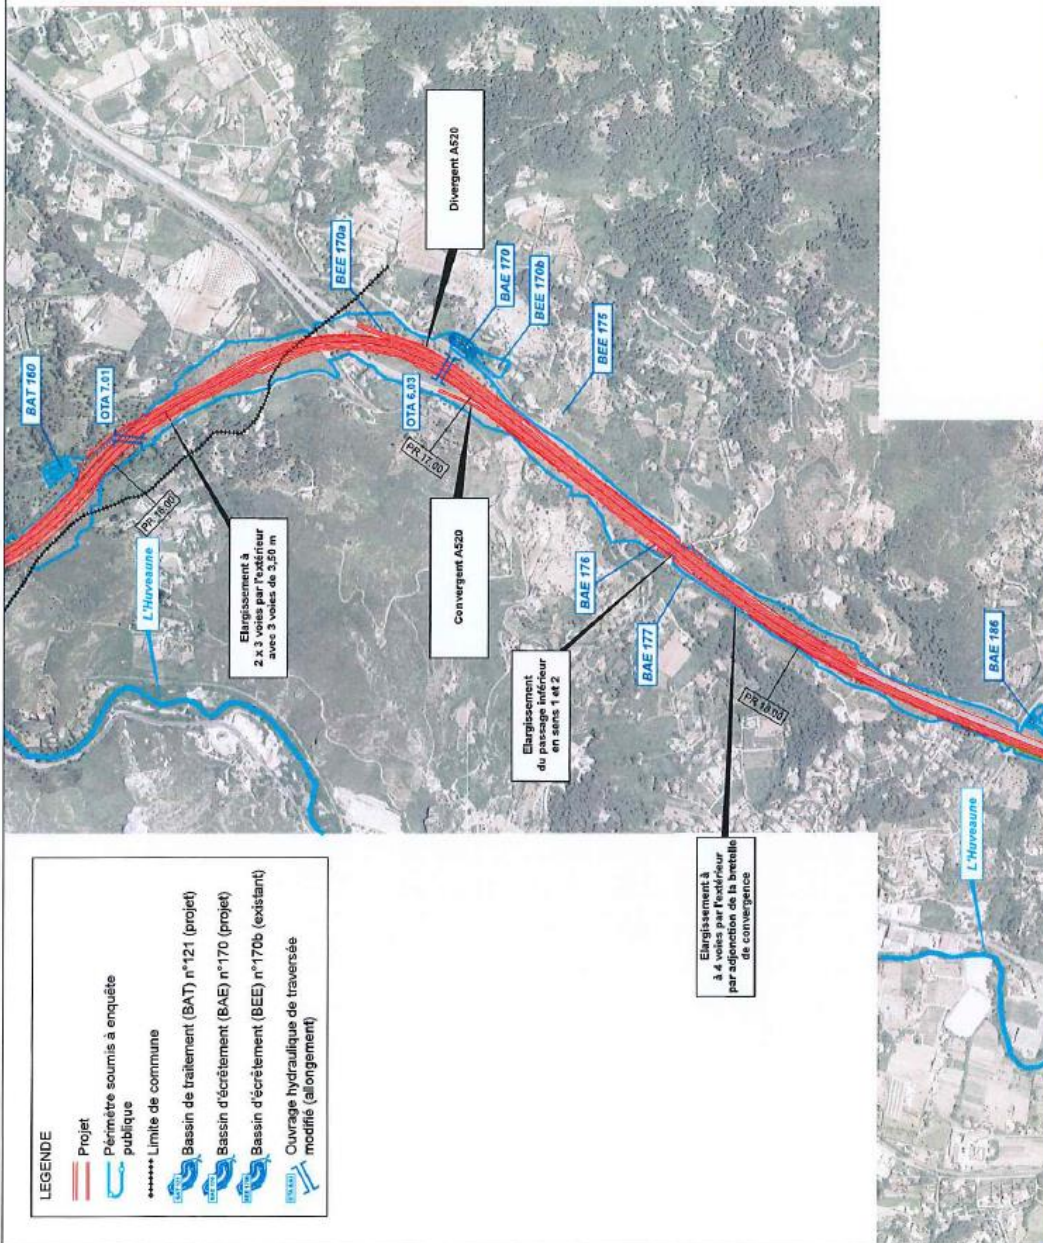 LEGENDE
Projet
Périmètre soumis à enquête
publique
Limite de commune
Bassin de traitement (BAT) n°121 (projet)
Bassin d'écrêtement (BAE) n°170 (projet)
Bassin d'écrêtement (BEE) n°170b (existant)
Ouvrage hydraulique de traversée
modifié (allongement)
BAT 160
OTA 7.01
PR 16.00
L'Huveaune
Elargissement à
2 x 3 voies par l'extérieur
avec 3 voies de 3,50 m
BEE 170a
Divergent A520
OTA 6.03
PR 17.00
BAE 170
BEE 170b
BEE 175
Convergent A520
BAE 176
Elargissement
du passage inférieur
en sens 1 et 2
BAE 177
PR 18.00
Elargissement à
à 4 voies par l'extérieur
par adjonction de la bretelle
de convergence
BAE 186
L'Huveaune